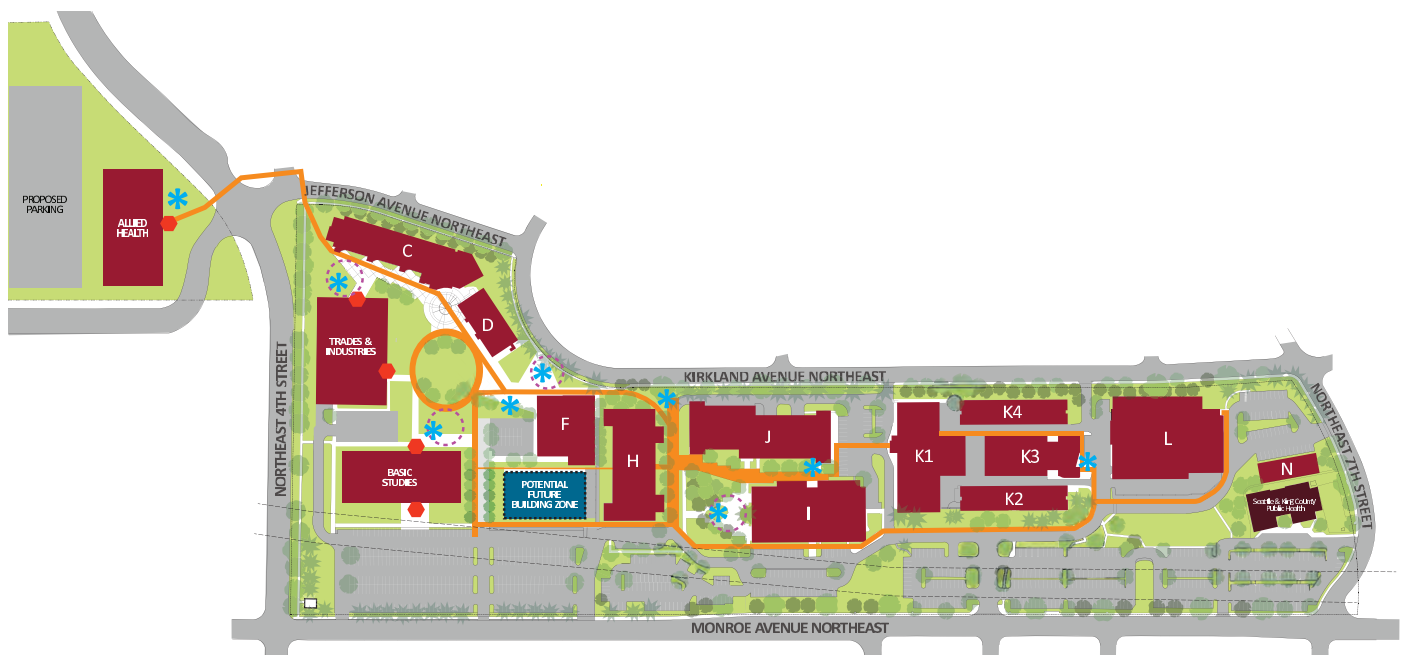 PROPOSED
PARKING
ALLIED
HEALTH
JEFFERSON AVENUE NORTHEAST
C
D
TRADES &
INDUSTRIES
NORTHEAST 4TH STREET
KIRKLAND AVENUE NORTHEAST
NORTHEAST 7TH STREET
F
H
J
K1
K4
K3
K2
L
N
BASIC
STUDIES
POTENTIAL
FUTURE
BUILDING ZONE
I
Seattle & King County
Public Health
MONROE AVENUE NORTHEAST